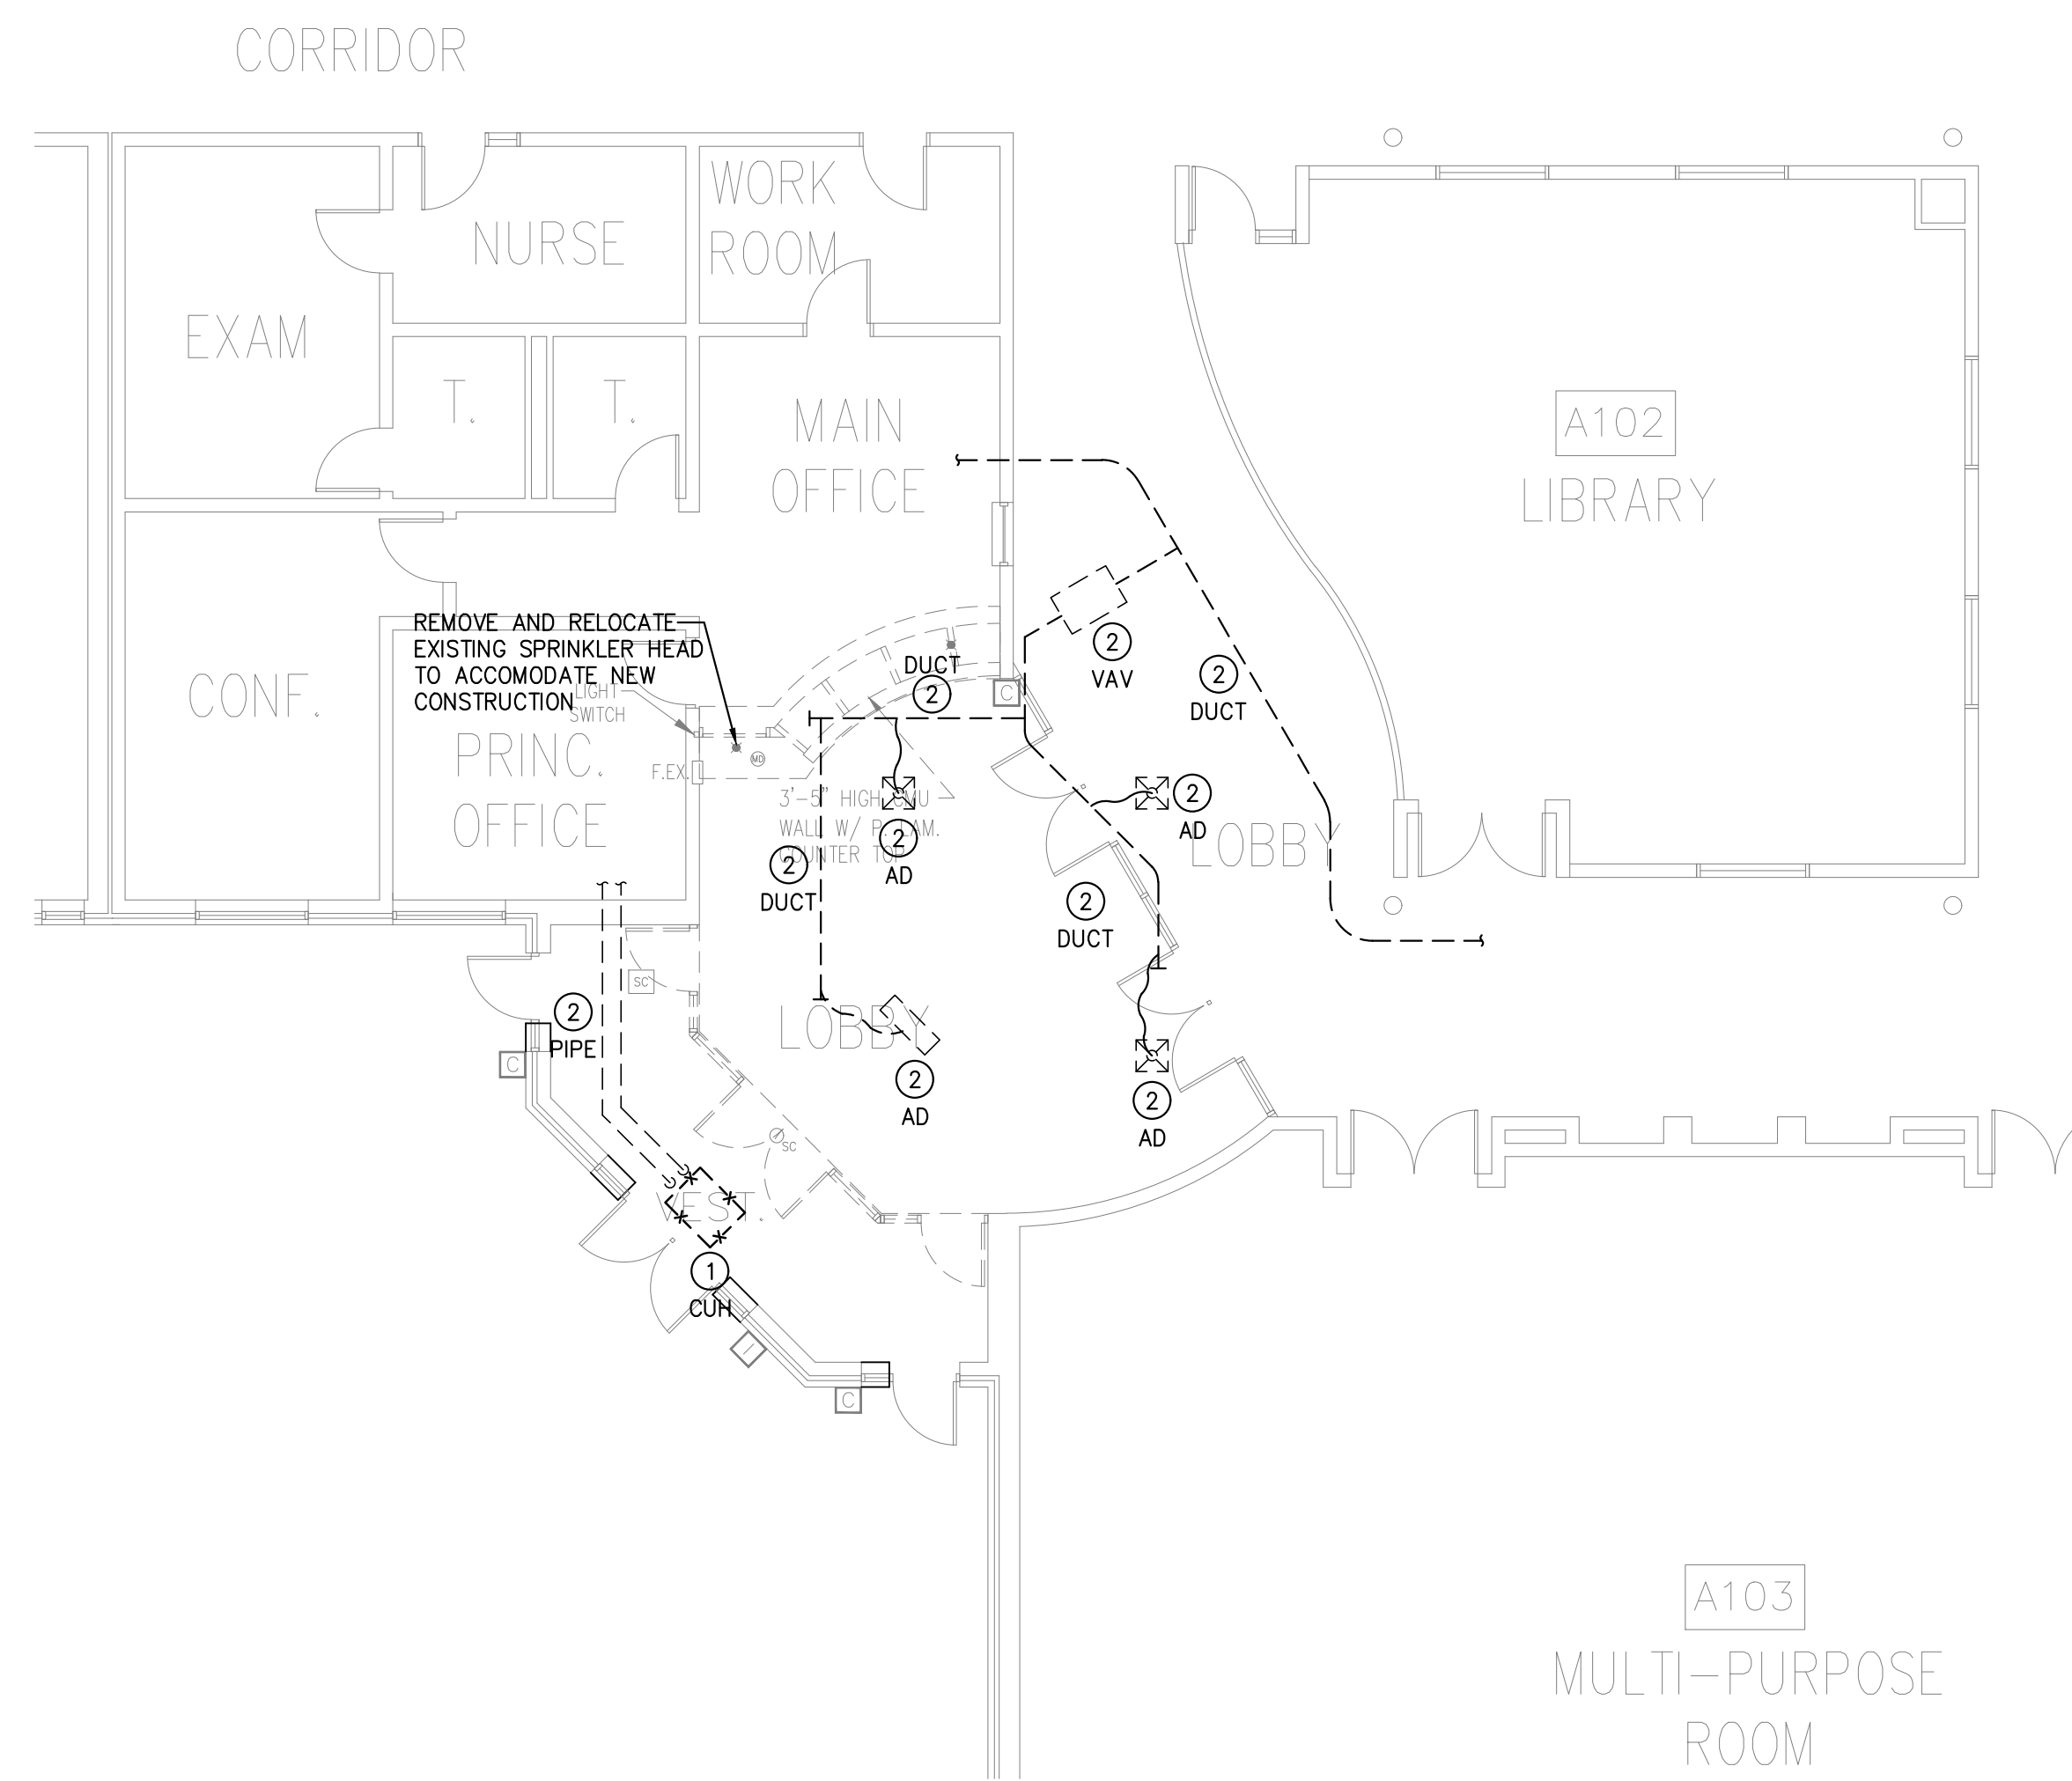 CORRIDOR
WORK
ROOM
NURSE
EXAM
T.
T.
MAIN
OFFICE
A102
LIBRARY
REMOVE AND RELOCATE
EXISTING SPRINKLER HEAD
TO ACCOMODATE NEW
CONSTRUCTION
LIGHT
SWITCH
CONF.
PRINC.
OFFICE
F.EX.
MD
DUCT
2
2
VAV
2
DUCT
C
3'-5" HIGH CMU
WALL W/ P. LAM.
COUNTER TOP
2
AD
2
AD
LOBBY
2
DUCT
2
DUCT
SC
2
PIPE
LOBBY
C
2
AD
2
AD
SC
VEST.
1
CUH
I
C
A103
MULTI-PURPOSE
ROOM